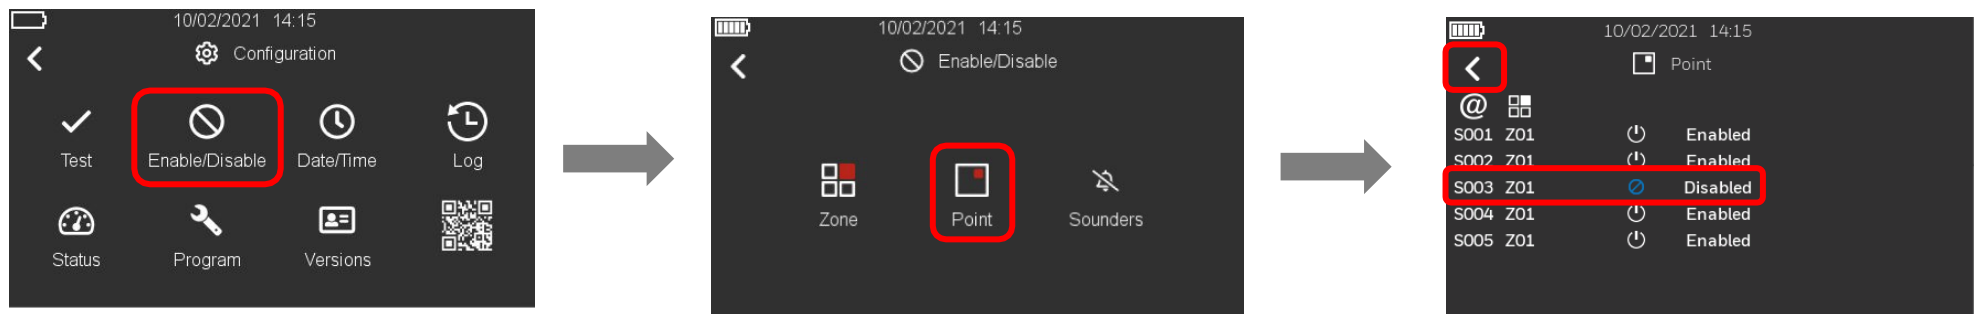 10/02/2021 14:15
Configuration
Test Enable/Disable Date/Time Log
Status Program Versions
10/02/2021 14:15
Enable/Disable
Zone Point Sounders
10/02/2021 14:15
Point
@
S001 Z01 Enabled
S002 Z01 Enabled
S003 Z01 Disabled
S004 Z01 Enabled
S005 Z01 Enabled